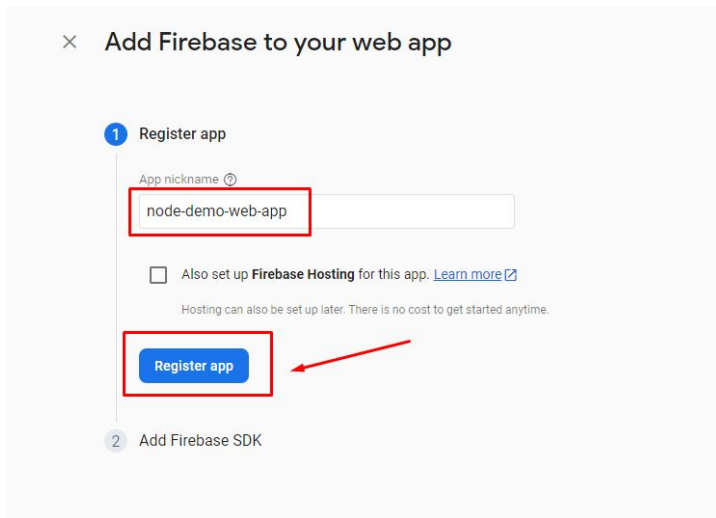 Add Firebase to your web app
1 Register app
App nickname
node-demo-web-app
Also set up Firebase Hosting for this app. Learn more
Hosting can also be set up later. There is no cost to get started anytime.
Register app
2 Add Firebase SDK